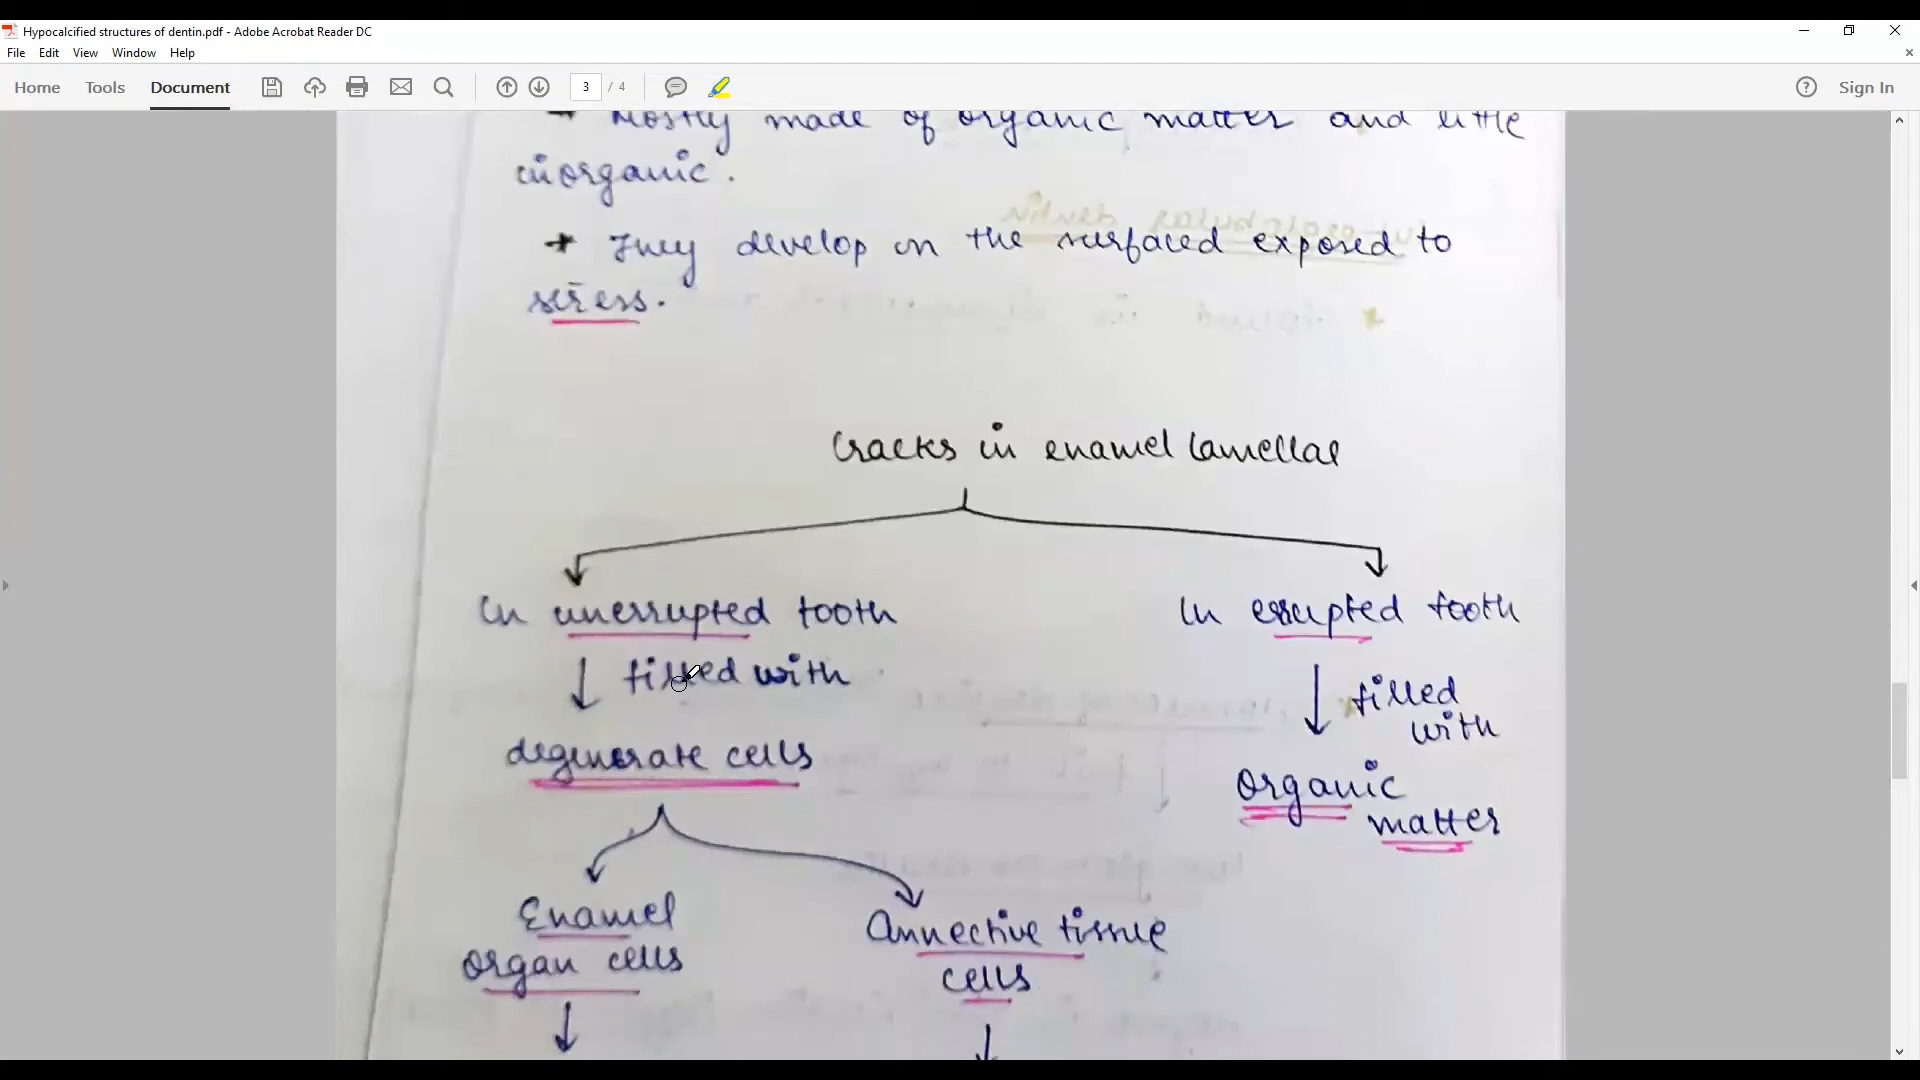 Hypocalcified structures of dentin.pdf - Adobe Acrobat Reader DC
File Edit View Window Help
Home Tools Document 3 / 4 Sign In
Mostly made of organic matter and little
inorganic.
They develop in the surfaced exposed to
stress.
Cracks in enamel lamellae
In unerrupted tooth
In errupted tooth
filled with
filled
with
degenerate cells
Organic
matter
Enamel
organ cells
Connective tissue
cells